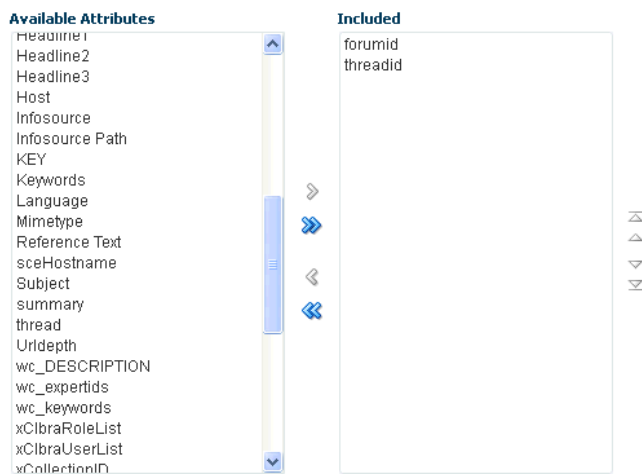 Available Attributes
Headline1
Headline2
Headline3
Host
Infosource
Infosource Path
KEY
Keywords
Language
Mimetype
Reference Text
sceHostname
Subject
summary
thread
Urldepth
wc_DESCRIPTION
wc_expertids
wc_keywords
xClbraRoleList
xClbraUserList
xCollectionID
Included
forumid
threadid